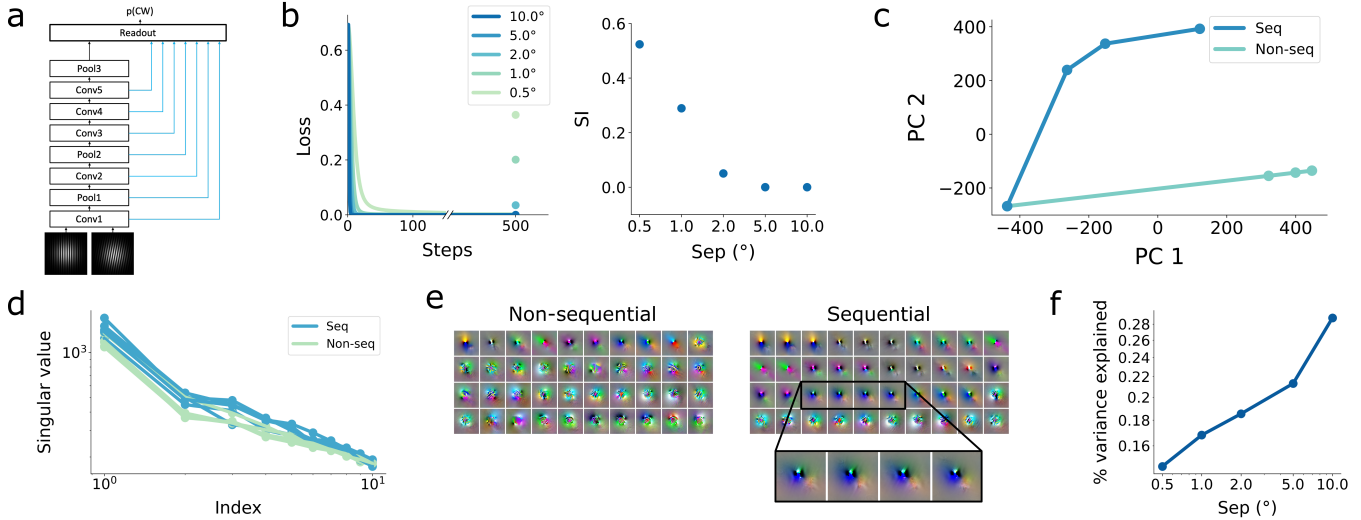 a
p(CW)
Readout
Pool3
Conv5
Conv4
Conv3
Pool2
Conv2
Pool1
Conv1
b
Loss
0.6
0.4
0.2
0.0
0
100
500
Steps
10.0°
5.0°
2.0°
1.0°
0.5°
SI
0.6
0.4
0.2
0.0
0.5
1.0
2.0
5.0
10.0
Sep (°)
c
PC 2
400
200
0
−200
−400
−200
0
200
400
PC 1
Seq
Non-seq
d
Singular value
10³
10⁰
10¹
Index
Seq
Non-seq
e
Non-sequential
Sequential
f
% variance explained
0.28
0.26
0.24
0.22
0.2
0.18
0.16
0.5
1.0
2.0
5.0
10.0
Sep (°)